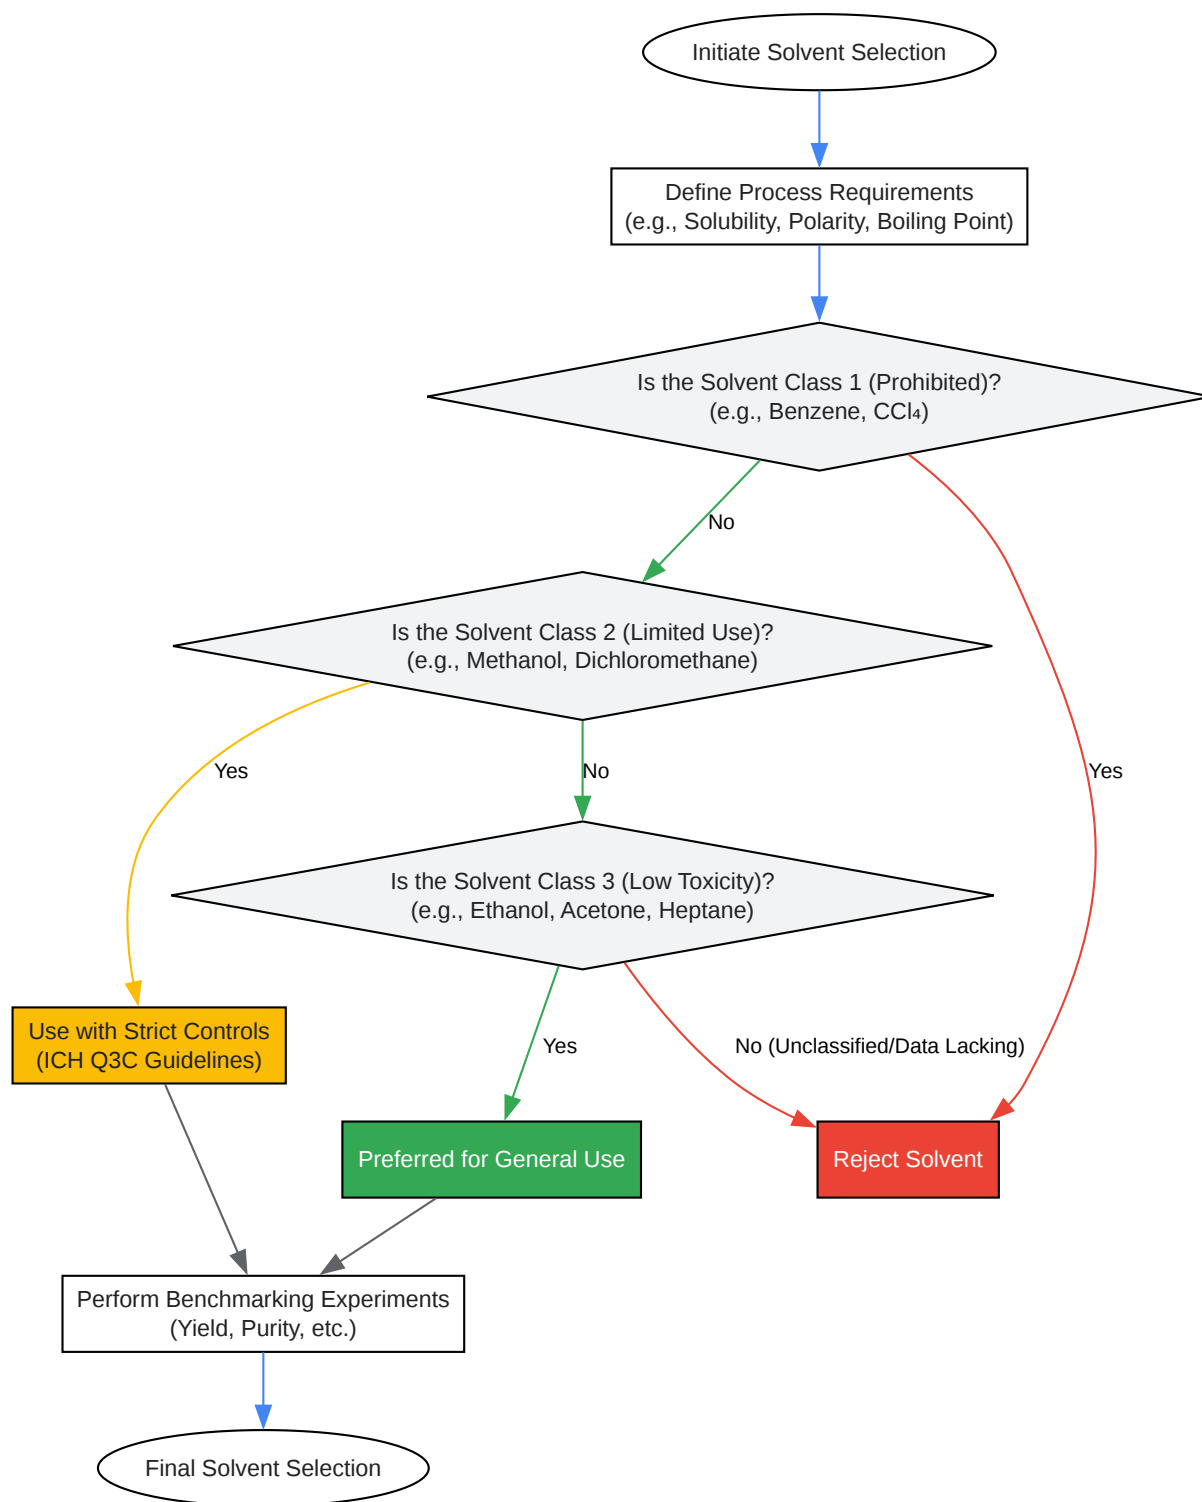 Initiate Solvent Selection
Define Process Requirements
(e.g., Solubility, Polarity, Boiling Point)
Is the Solvent Class 1 (Prohibited)?
(e.g., Benzene, CCl₄)
No
Is the Solvent Class 2 (Limited Use)?
(e.g., Methanol, Dichloromethane)
Yes
No
Yes
Is the Solvent Class 3 (Low Toxicity)?
(e.g., Ethanol, Acetone, Heptane)
Use with Strict Controls
(ICH Q3C Guidelines)
Yes
No (Unclassified/Data Lacking)
Preferred for General Use
Reject Solvent
Perform Benchmarking Experiments
(Yield, Purity, etc.)
Final Solvent Selection